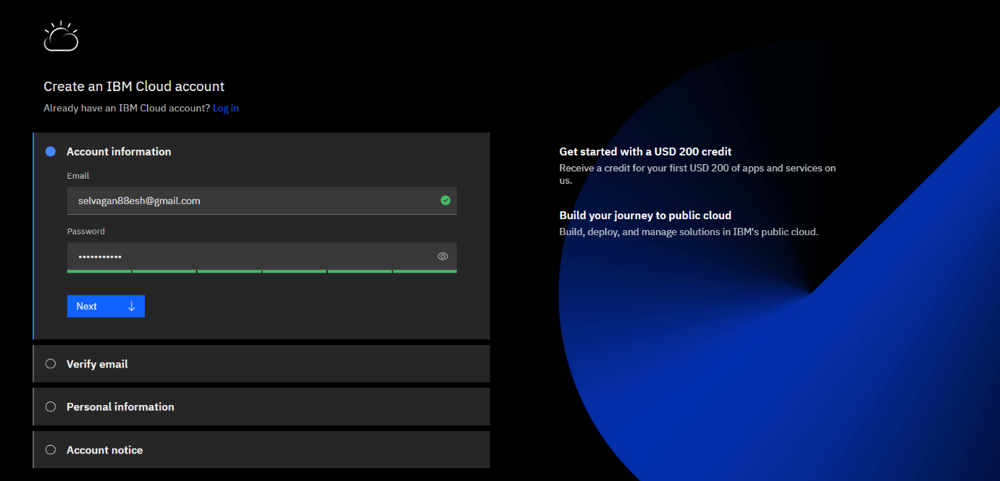 Create an IBM Cloud account
Already have an IBM Cloud account? Log in
Account information
Email
selvagan88esh@gmail.com
Password
•••••••••••
Next
Verify email
Personal information
Account notice
Get started with a USD 200 credit
Receive a credit for your first USD 200 of apps and services on
us.
Build your journey to public cloud
Build, deploy, and manage solutions in IBM's public cloud.